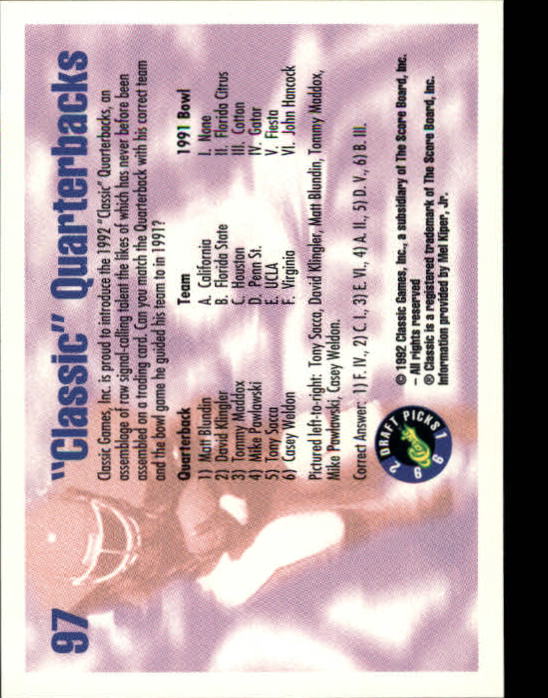 97
"Classic" Quarterbacks
Classic Games, Inc. is proud to introduce the 1992 "Classic" Quarterbacks, an
assemblage of raw signal-calling talent the likes of which has never before been
assembled on a trading card. Can you match the Quarterback with his correct team
and the bowl game he guided his team to in 1991?
Quarterback Team 1991 Bowl
1) Matt Blundin A. California I. None
2) David Klingler B. Florida State II. Florida Citrus
3) Tommy Maddox C. Houston III. Cotton
4) Mike Pawlawski D. Penn St. IV. Gator
5) Tony Sacca E. UCLA V. Fiesta
6) Casey Weldon F. Virginia VI. John Hancock
Pictured left-to-right: Tony Sacca, David Klingler, Matt Blundin, Tommy Maddox,
Mike Pawlawski, Casey Weldon.
Correct Answer: 1) F. IV., 2) C. I., 3) E. VI., 4) A. II., 5) D. V., 6) B. III.
1992 DRAFT PICKS
© 1992 Classic Games, Inc., a subsidiary of The Score Board, Inc.
– All rights reserved
® Classic is a registered trademark of The Score Board, Inc.
Information provided by Mel Kiper, Jr.